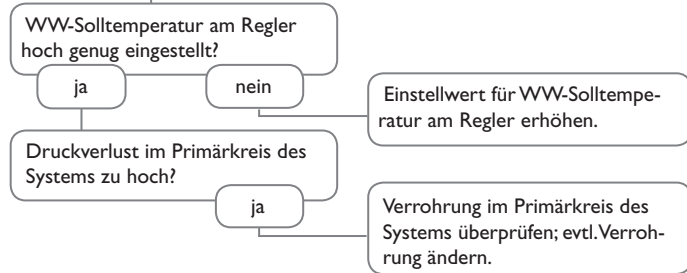 WW-Solltemperatur am Regler
hoch genug eingestellt?
ja
nein
Einstellwert für WW-Solltempe-
ratur am Regler erhöhen.
Druckverlust im Primärkreis des
Systems zu hoch?
ja
Verrohrung im Primärkreis des
Systems überprüfen; evtl. Verroh-
rung ändern.